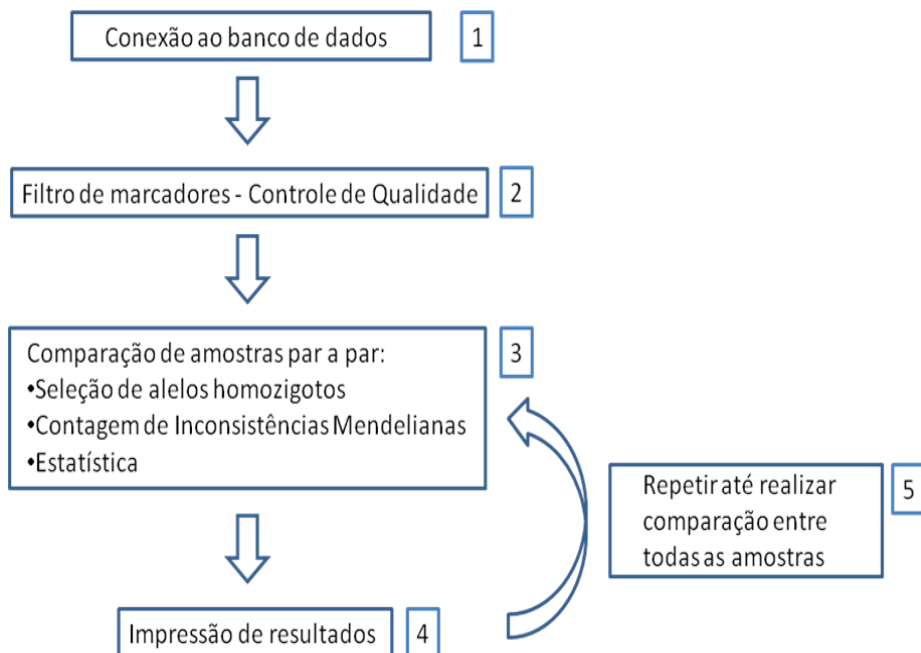 Conexão ao banco de dados
1
Filtro de marcadores - Controle de Qualidade
2
Comparação de amostras par a par:
3
•Seleção de alelos homozigotos
•Contagem de Inconsistências Mendelianas
•Estatística
Repetir até realizar
5
comparação entre
todas as amostras
Impressão de resultados
4